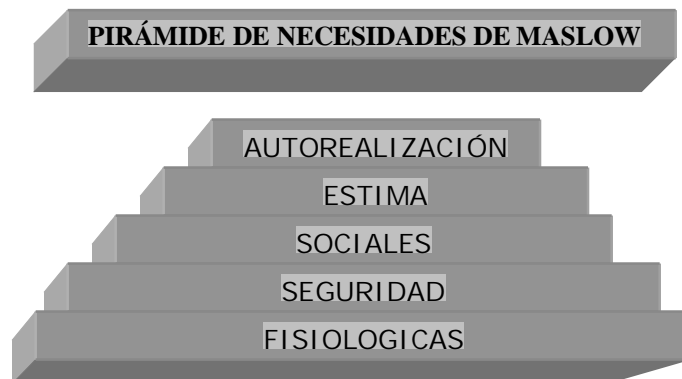 PIRÁMIDE DE NECESIDADES DE MASLOW
AUTOREALIZACIÓN
ESTIMA
SOCIALES
SEGURIDAD
FISIOLOGICAS